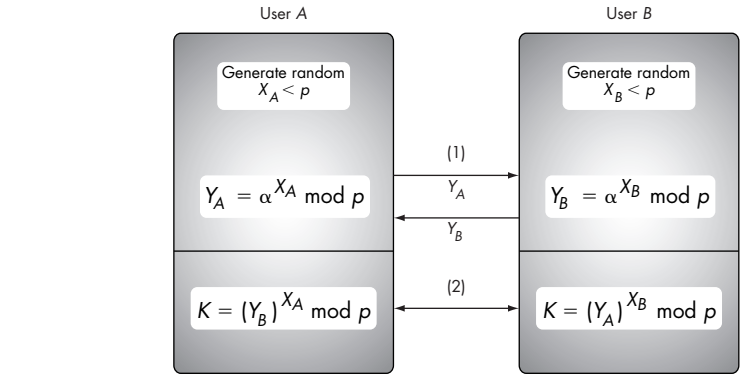 User A
User B
Generate random
X_A < p
Generate random
X_B < p
(1)
Y_A = α^{X_A} mod p
Y_A
Y_B = α^{X_B} mod p
Y_B
(2)
K = (Y_B)^{X_A} mod p
K = (Y_A)^{X_B} mod p